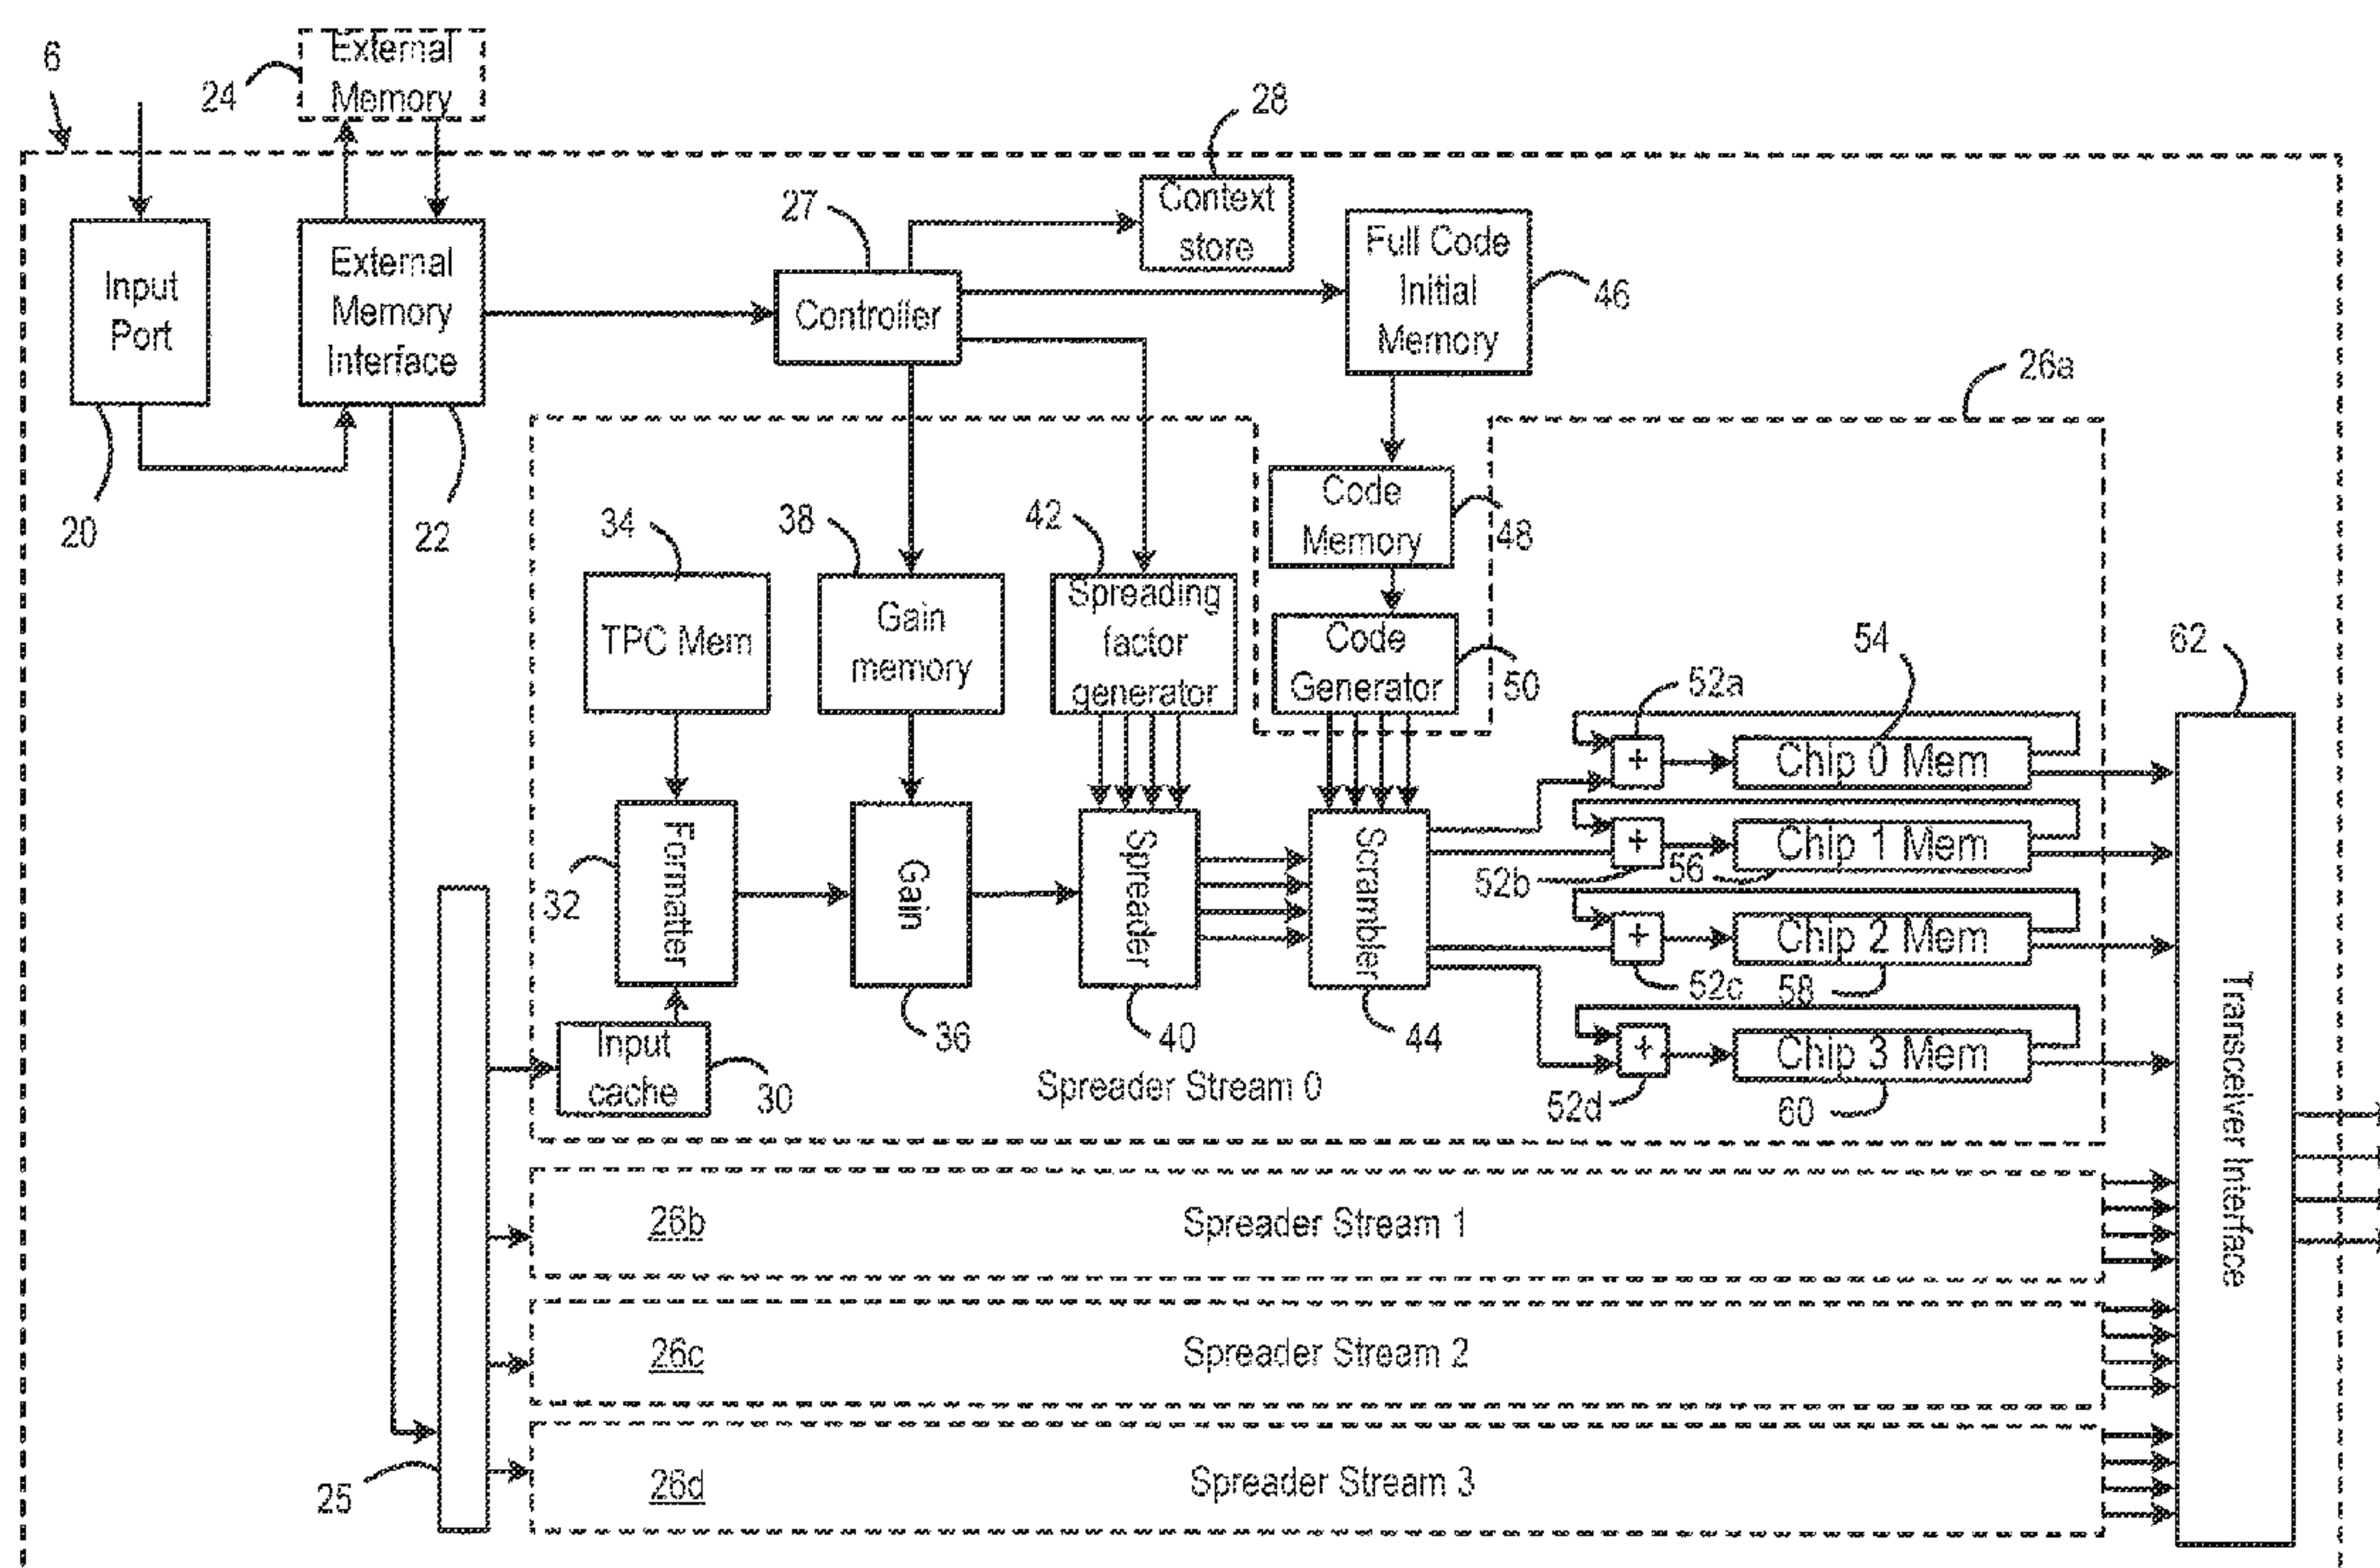 6
24
External
Memory
28
27
Context
store
Full Code
Initial
Memory
46
Input
Port
External
Memory
Interface
Controller
26a
20
22
34
38
42
Code
Memory
48
TPC Mem
Gain
memory
Spreading
factor
generator
Code
Generator
50
52a
54
62
+
Chip 0 Mem
32
Formatter
Gain
Spreader
Scrambler
+
Chip 1 Mem
52b
56
+
Chip 2 Mem
52c
58
36
40
44
+
Chip 3 Mem
52d
60
Input
cache
30
Spreader Stream 0
Transceiver Interface
26b
Spreader Stream 1
26c
Spreader Stream 2
26d
Spreader Stream 3
25